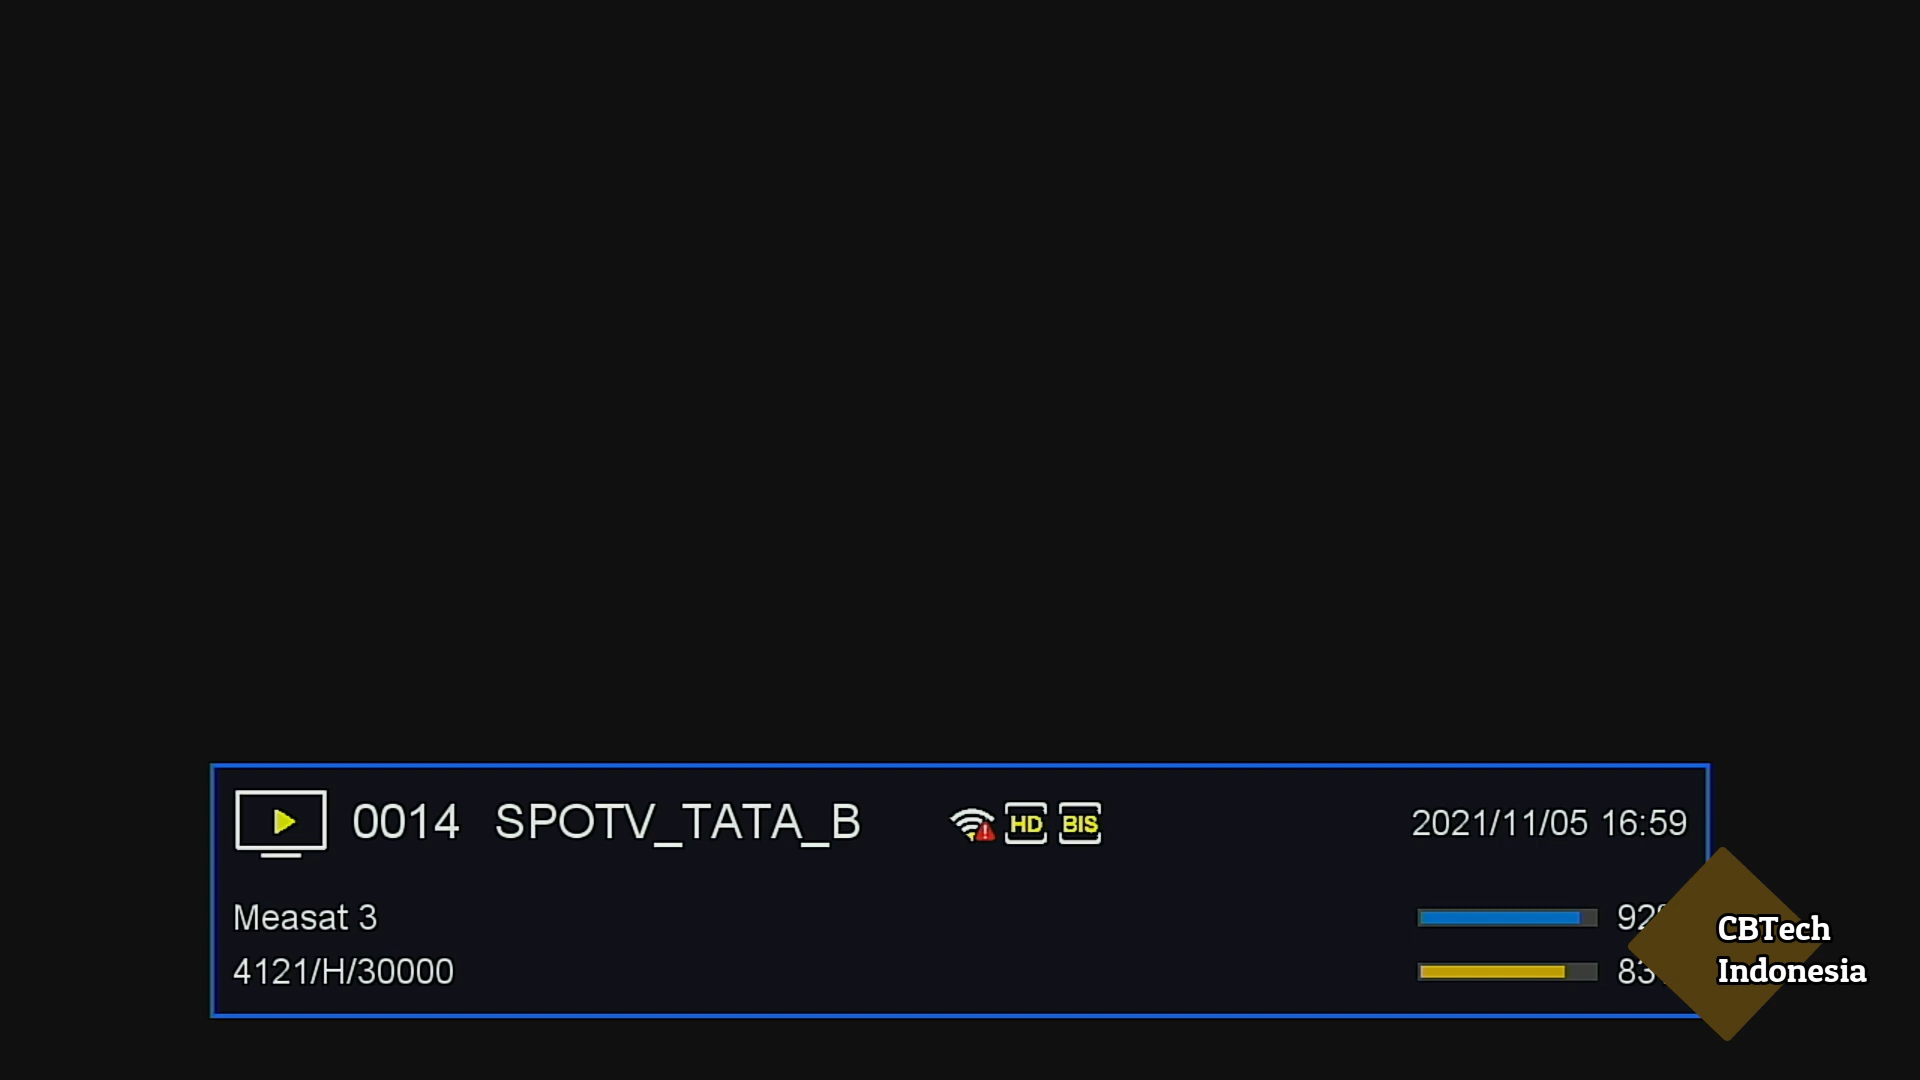 0014 SPOTV_TATA_B HD BIS 2021/11/05 16:59
Measat 3
4121/H/30000
CBTech
Indonesia